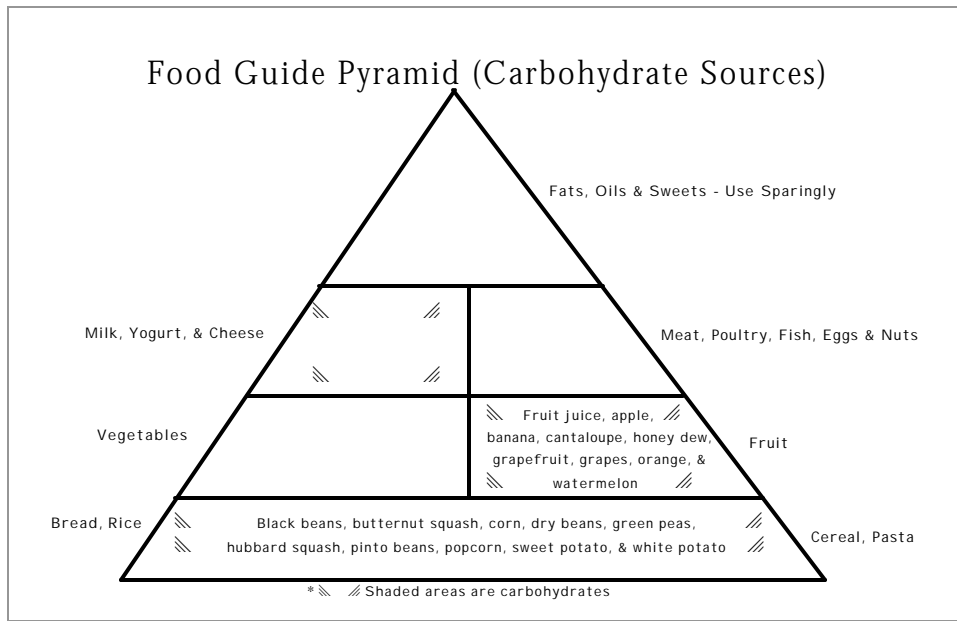 Food Guide Pyramid (Carbohydrate Sources)
Fats, Oils & Sweets - Use Sparingly
Milk, Yogurt, & Cheese
Meat, Poultry, Fish, Eggs & Nuts
Vegetables
Fruit juice, apple,
banana, cantaloupe, honey dew,
grapefruit, grapes, orange, &
watermelon
Fruit
Bread, Rice
Black beans, butternut squash, corn, dry beans, green peas,
hubbard squash, pinto beans, popcorn, sweet potato, & white potato
Cereal, Pasta
* Shaded areas are carbohydrates